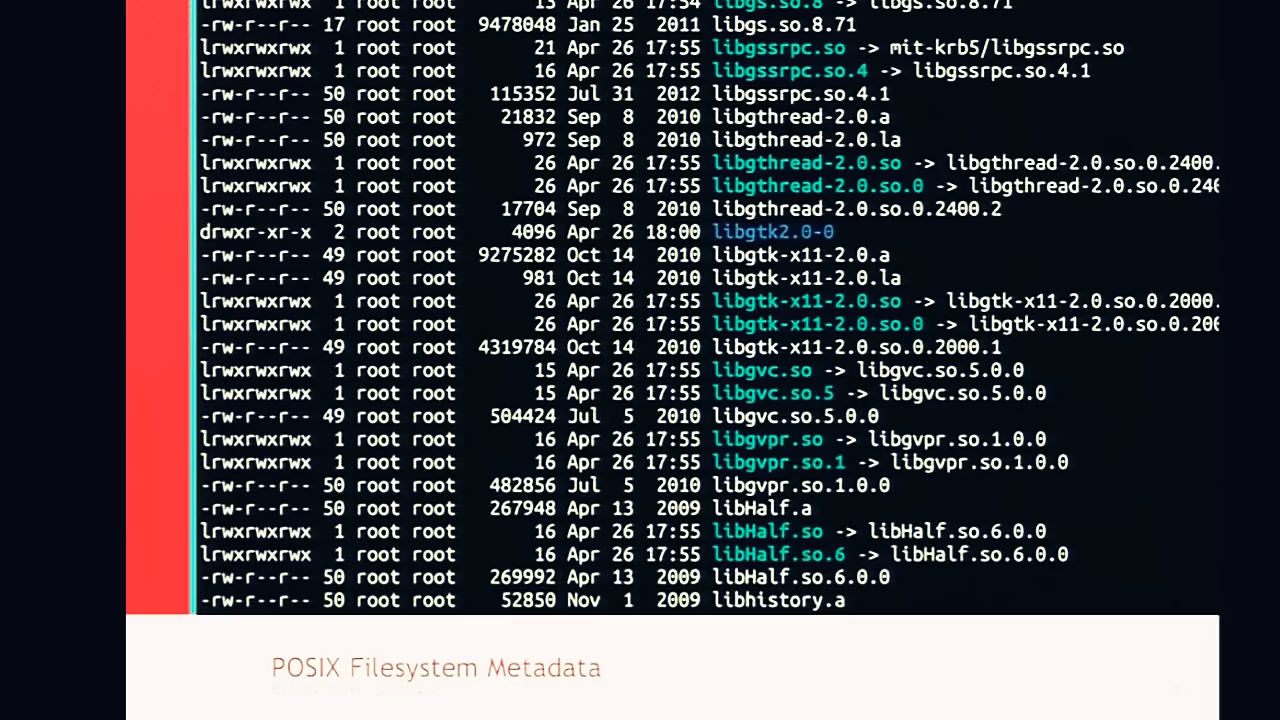 lrwxrwxrwx 1 root root 13 Apr 26 17:54 libgs.so.8 -> libgs.so.8.71
-rw-r--r-- 17 root root 9478048 Jan 25 2011 libgs.so.8.71
lrwxrwxrwx 1 root root 21 Apr 26 17:55 libgssrpc.so -> mit-krb5/libgssrpc.so
lrwxrwxrwx 1 root root 16 Apr 26 17:55 libgssrpc.so.4 -> libgssrpc.so.4.1
-rw-r--r-- 50 root root 115352 Jul 31 2012 libgssrpc.so.4.1
-rw-r--r-- 50 root root 21832 Sep 8 2010 libgthread-2.0.a
-rw-r--r-- 50 root root 972 Sep 8 2010 libgthread-2.0.la
lrwxrwxrwx 1 root root 26 Apr 26 17:55 libgthread-2.0.so -> libgthread-2.0.so.0.2400.
lrwxrwxrwx 1 root root 26 Apr 26 17:55 libgthread-2.0.so.0 -> libgthread-2.0.so.0.240
-rw-r--r-- 50 root root 17704 Sep 8 2010 libgthread-2.0.so.0.2400.2
drwxr-xr-x 2 root root 4096 Apr 26 18:00 libgtk2.0-0
-rw-r--r-- 49 root root 9275282 Oct 14 2010 libgtk-x11-2.0.a
-rw-r--r-- 49 root root 981 Oct 14 2010 libgtk-x11-2.0.la
lrwxrwxrwx 1 root root 26 Apr 26 17:55 libgtk-x11-2.0.so -> libgtk-x11-2.0.so.0.2000.
lrwxrwxrwx 1 root root 26 Apr 26 17:55 libgtk-x11-2.0.so.0 -> libgtk-x11-2.0.so.0.200
-rw-r--r-- 49 root root 4319784 Oct 14 2010 libgtk-x11-2.0.so.0.2000.1
lrwxrwxrwx 1 root root 15 Apr 26 17:55 libgvc.so -> libgvc.so.5.0.0
lrwxrwxrwx 1 root root 15 Apr 26 17:55 libgvc.so.5 -> libgvc.so.5.0.0
-rw-r--r-- 49 root root 504424 Jul 5 2010 libgvc.so.5.0.0
lrwxrwxrwx 1 root root 16 Apr 26 17:55 libgvpr.so -> libgvpr.so.1.0.0
lrwxrwxrwx 1 root root 16 Apr 26 17:55 libgvpr.so.1 -> libgvpr.so.1.0.0
-rw-r--r-- 50 root root 482856 Jul 5 2010 libgvpr.so.1.0.0
-rw-r--r-- 50 root root 267948 Apr 13 2009 libHalf.a
lrwxrwxrwx 1 root root 16 Apr 26 17:55 libHalf.so -> libHalf.so.6.0.0
lrwxrwxrwx 1 root root 16 Apr 26 17:55 libHalf.so.6 -> libHalf.so.6.0.0
-rw-r--r-- 50 root root 269992 Apr 13 2009 libHalf.so.6.0.0
-rw-r--r-- 50 root root 52850 Nov 1 2009 libhistory.a
POSIX Filesystem Metadata